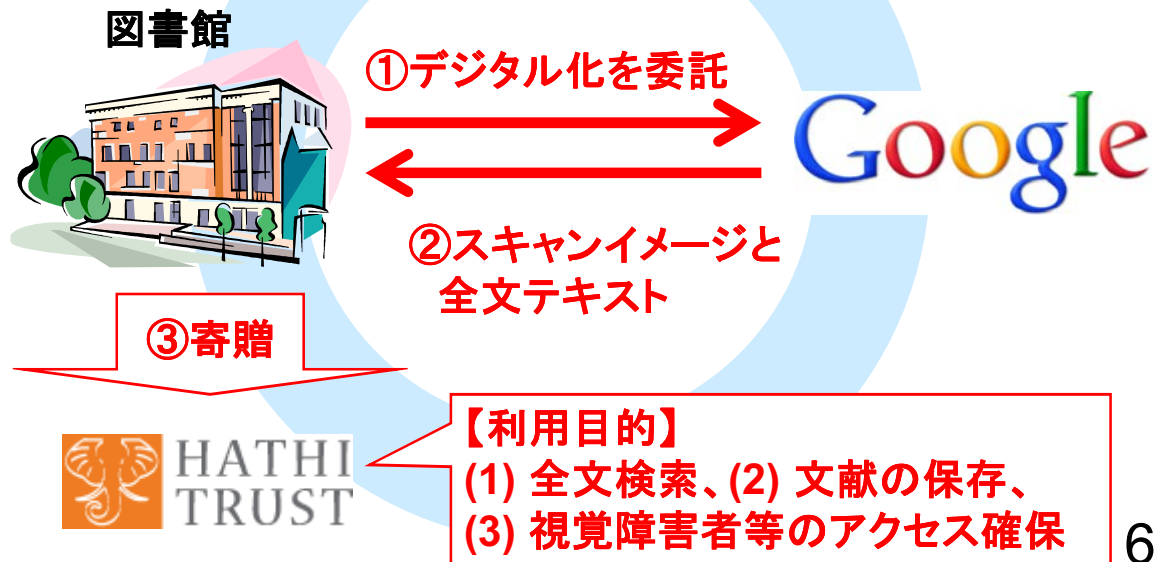 図書館
①デジタル化を委託
Google
②スキャンイメージと
全文テキスト
③寄贈
HATHI
TRUST
【利用目的】
(1) 全文検索、(2) 文献の保存、
(3) 視覚障害者等のアクセス確保
6